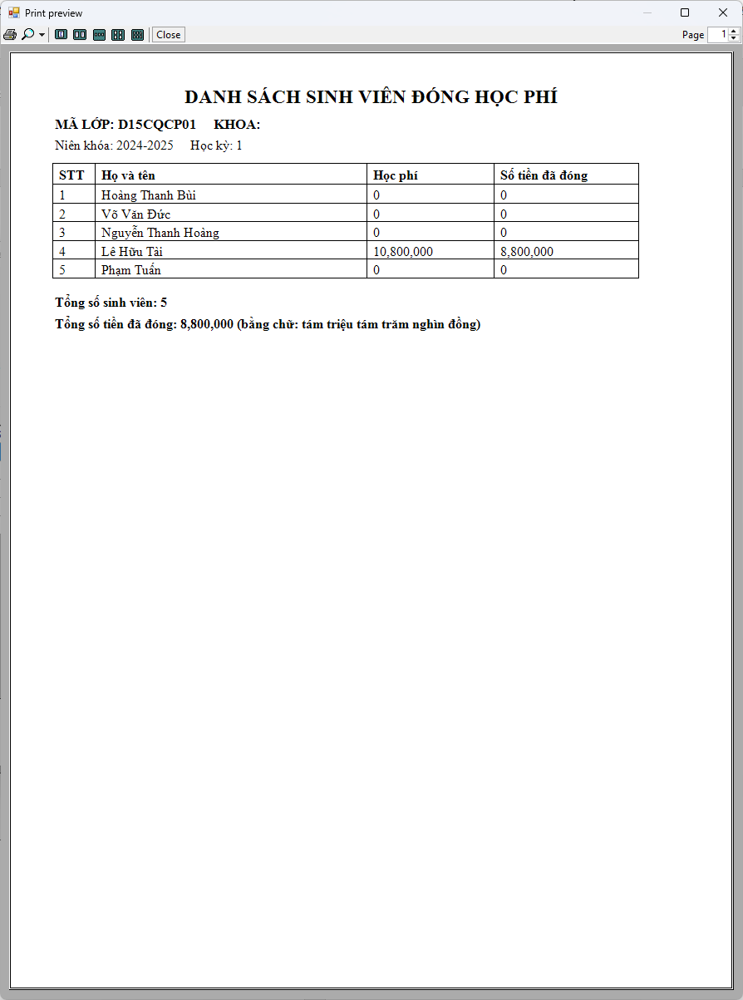 Print preview
Close
Page 1
DANH SÁCH SINH VIÊN ĐÓNG HỌC PHÍ
MÃ LỚP: D15CQCP01 KHOA:
Niên khóa: 2024-2025 Học kỳ: 1
STT Họ và tên Học phí Số tiền đã đóng
1 Hoàng Thanh Bùi 0 0
2 Võ Văn Đức 0 0
3 Nguyễn Thanh Hoàng 0 0
4 Lê Hữu Tài 10,800,000 8,800,000
5 Phạm Tuấn 0 0
Tổng số sinh viên: 5
Tổng số tiền đã đóng: 8,800,000 (bằng chữ: tám triệu tám trăm nghìn đồng)